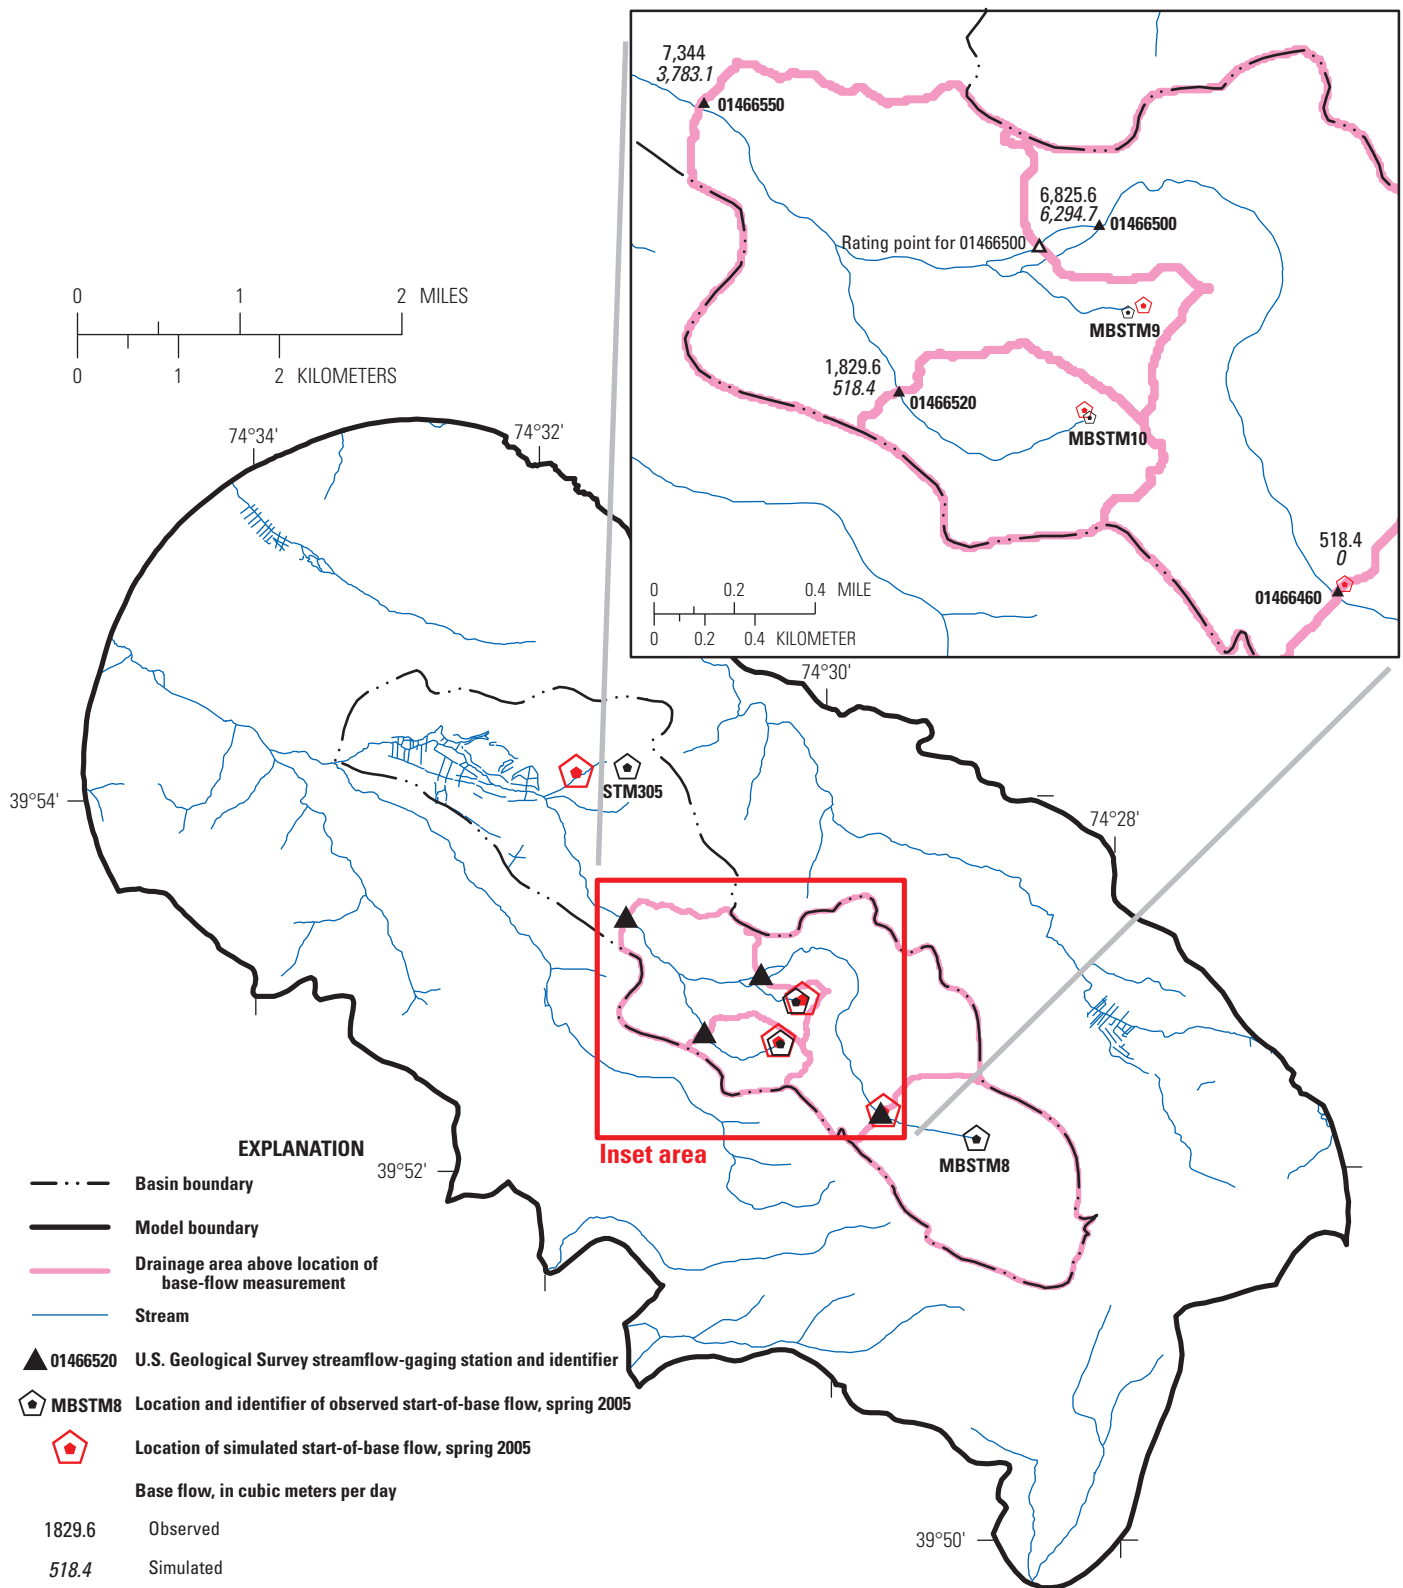 7,344
3,783.1
01466550
6,825.6
6,294.7
01466500
Rating point for 01466500
MBSTM9
1,829.6
518.4
01466520
MBSTM10
518.4
0
01466460
0 0.2 0.4 MILE
0 0.2 0.4 KILOMETER
0 1 2 MILES
0 1 2 KILOMETERS
74°34'
74°32'
74°30'
74°28'
39°54'
STM305
39°52'
Inset area
MBSTM8
39°50'
EXPLANATION
Basin boundary
Model boundary
Drainage area above location of
base-flow measurement
Stream
01466520 U.S. Geological Survey streamflow-gaging station and identifier
MBSTM8 Location and identifier of observed start-of-base flow, spring 2005
Location of simulated start-of-base flow, spring 2005
Base flow, in cubic meters per day
1829.6 Observed
518.4 Simulated